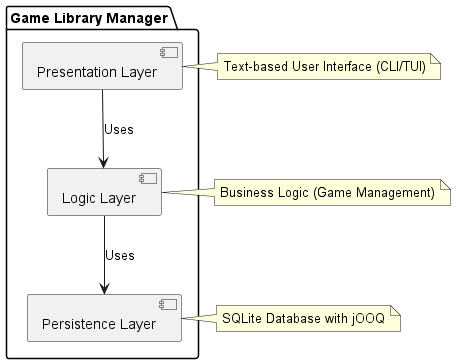 Game Library Manager
Presentation Layer
Text-based User Interface (CLI/TUI)
Uses
Logic Layer
Business Logic (Game Management)
Uses
Persistence Layer
SQLite Database with jOOQ